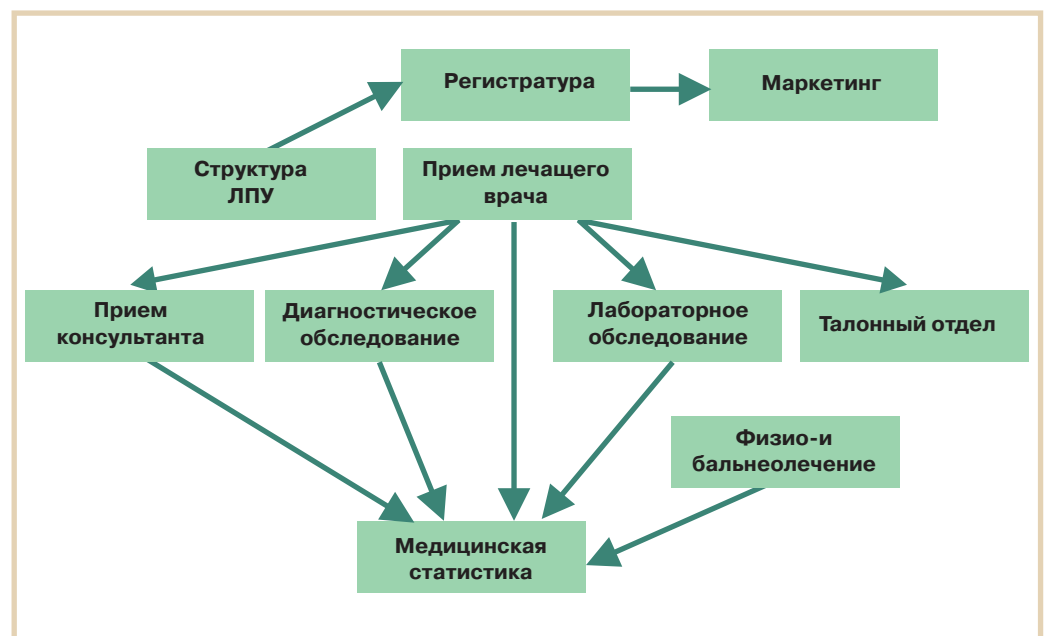 Регистратура
Маркетинг
Структура
ЛПУ
Прием лечащего
врача
Прием
консультанта
Диагностическое
обследование
Лабораторное
обследование
Талонный отдел
Физио-и
бальнеолечение
Медицинская
статистика